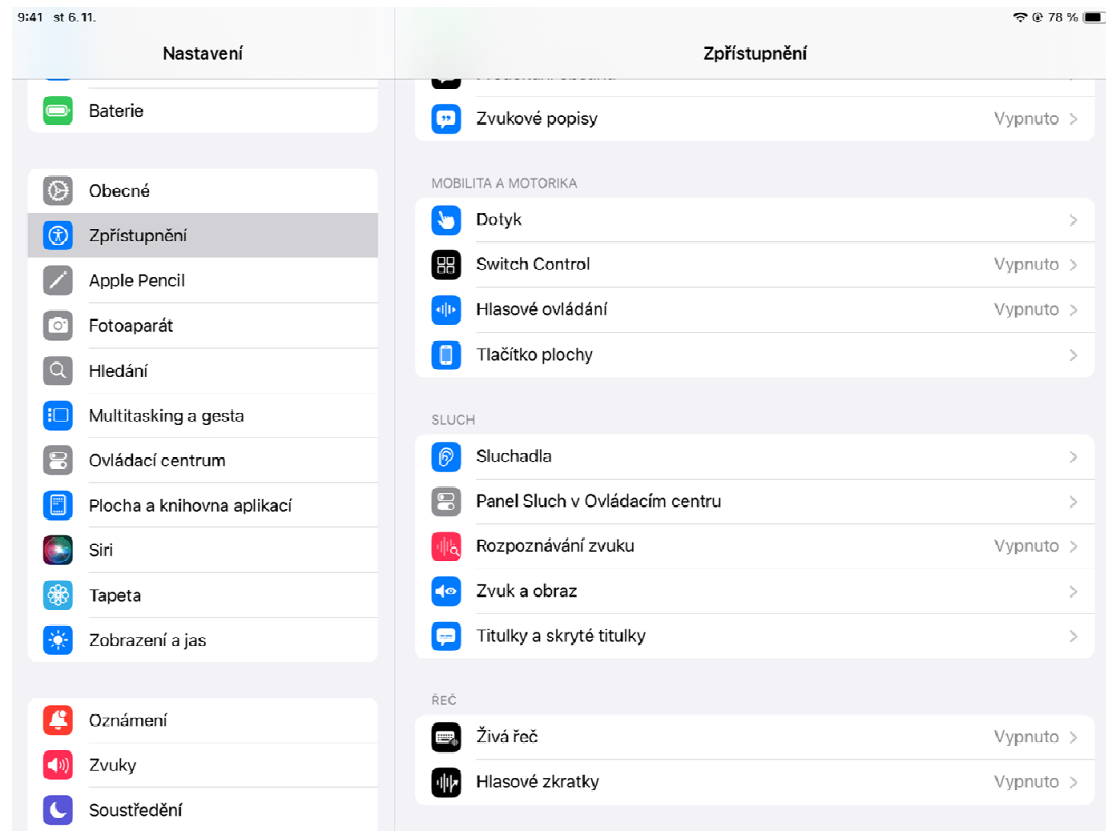 9:41 st 6. 11.
78 %
Nastavení
Baterie
Obecné
Zpřístupnění
Apple Pencil
Fotoaparát
Hledání
Multitasking a gesta
Ovládací centrum
Plocha a knihovna aplikací
Siri
Tapeta
Zobrazení a jas
Oznámení
Zvuky
Soustředění
Zpřístupnění
Zvukové popisy Vypnuto
MOBILITA A MOTORIKA
Dotyk
Switch Control Vypnuto
Hlasové ovládání Vypnuto
Tlačítko plochy
SLUCH
Sluchadla
Panel Sluch v Ovládacím centru
Rozpoznávání zvuku Vypnuto
Zvuk a obraz
Titulky a skryté titulky
ŘEČ
Živá řeč Vypnuto
Hlasové zkratky Vypnuto